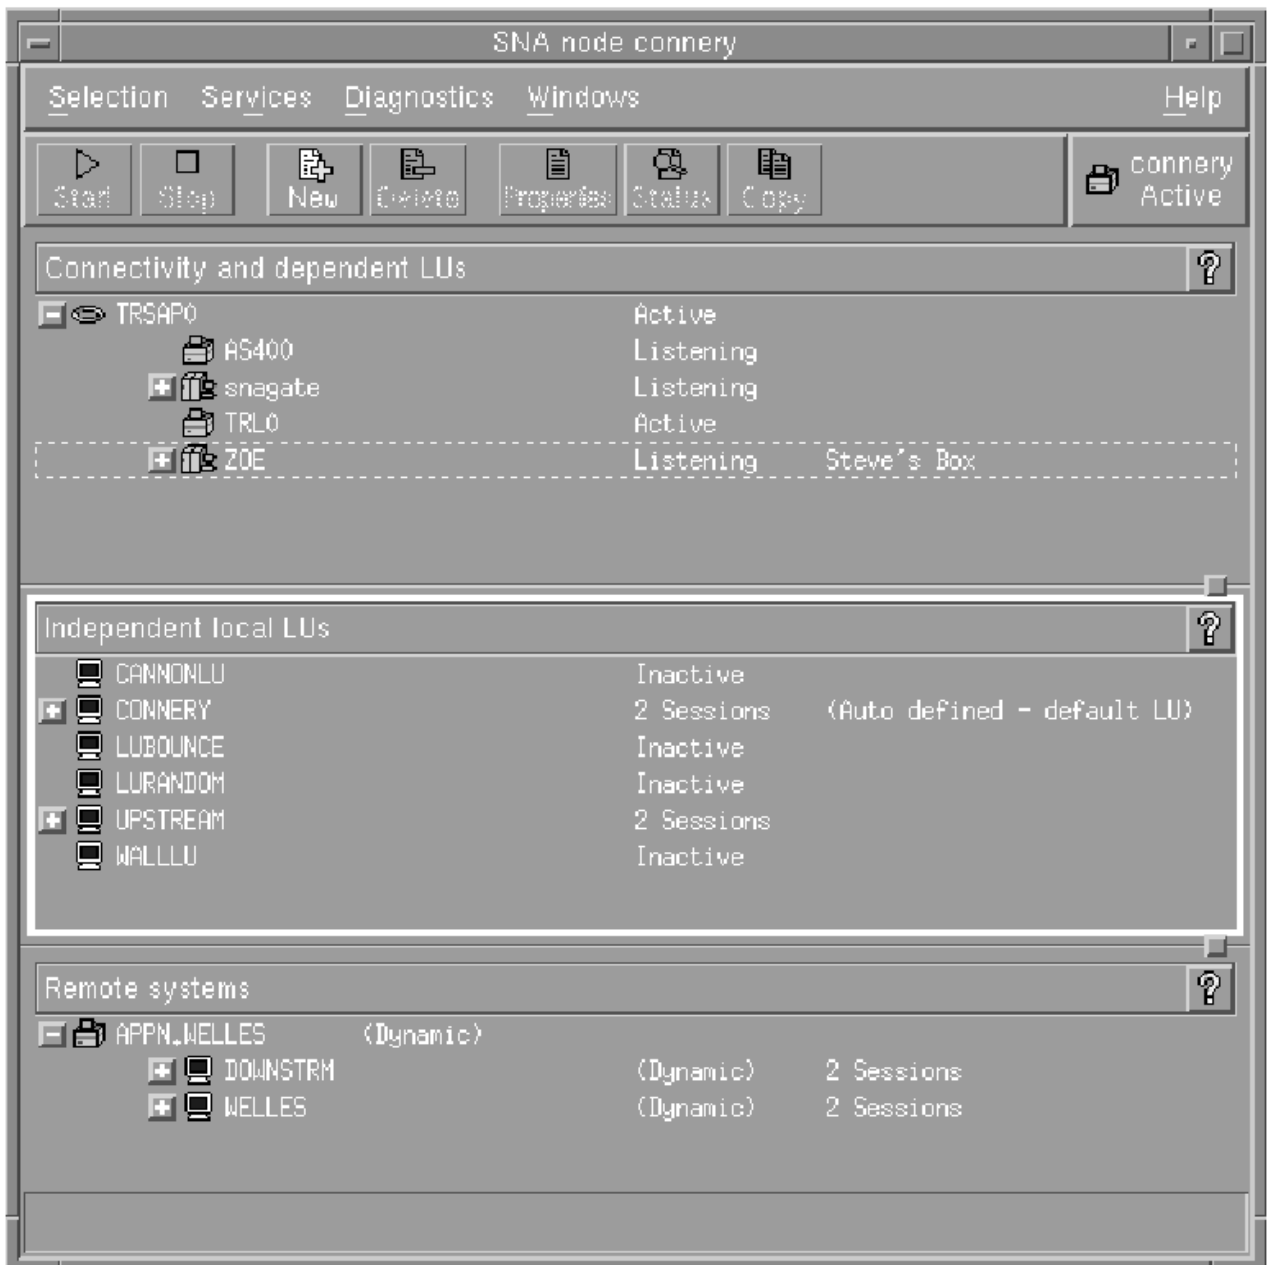 SNA node connery
Selection Services Diagnostics Windows Help
Start Stop New Delete Properties Status Copy connery Active
Connectivity and dependent LUs ?
TRSAP0 Active
AS400 Listening
snagate Listening
TRL0 Active
ZOE Listening Steve's Box
Independent local LUs ?
CANNONLU Inactive
CONNERY 2 Sessions (Auto defined - default LU)
LUBOUNCE Inactive
LURANDOM Inactive
UPSTREAM 2 Sessions
WALLLU Inactive
Remote systems ?
APPN.WELLES (Dynamic)
DOWNSTRM (Dynamic) 2 Sessions
WELLES (Dynamic) 2 Sessions